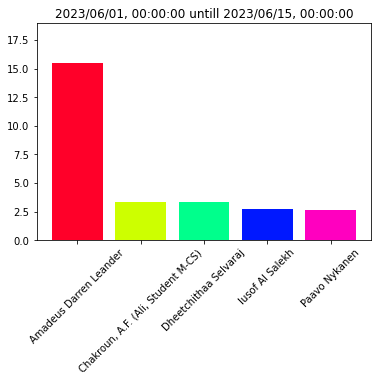 2023/06/01, 00:00:00 untill 2023/06/15, 00:00:00
17.5
15.0
12.5
10.0
7.5
5.0
2.5
0.0
Amadeus Darren Leander
Chakroun, A.F. (Ali, Student M-CS)
Dheetchithaa Selvaraj
Iusof Al Salekh
Paavo Nykanen